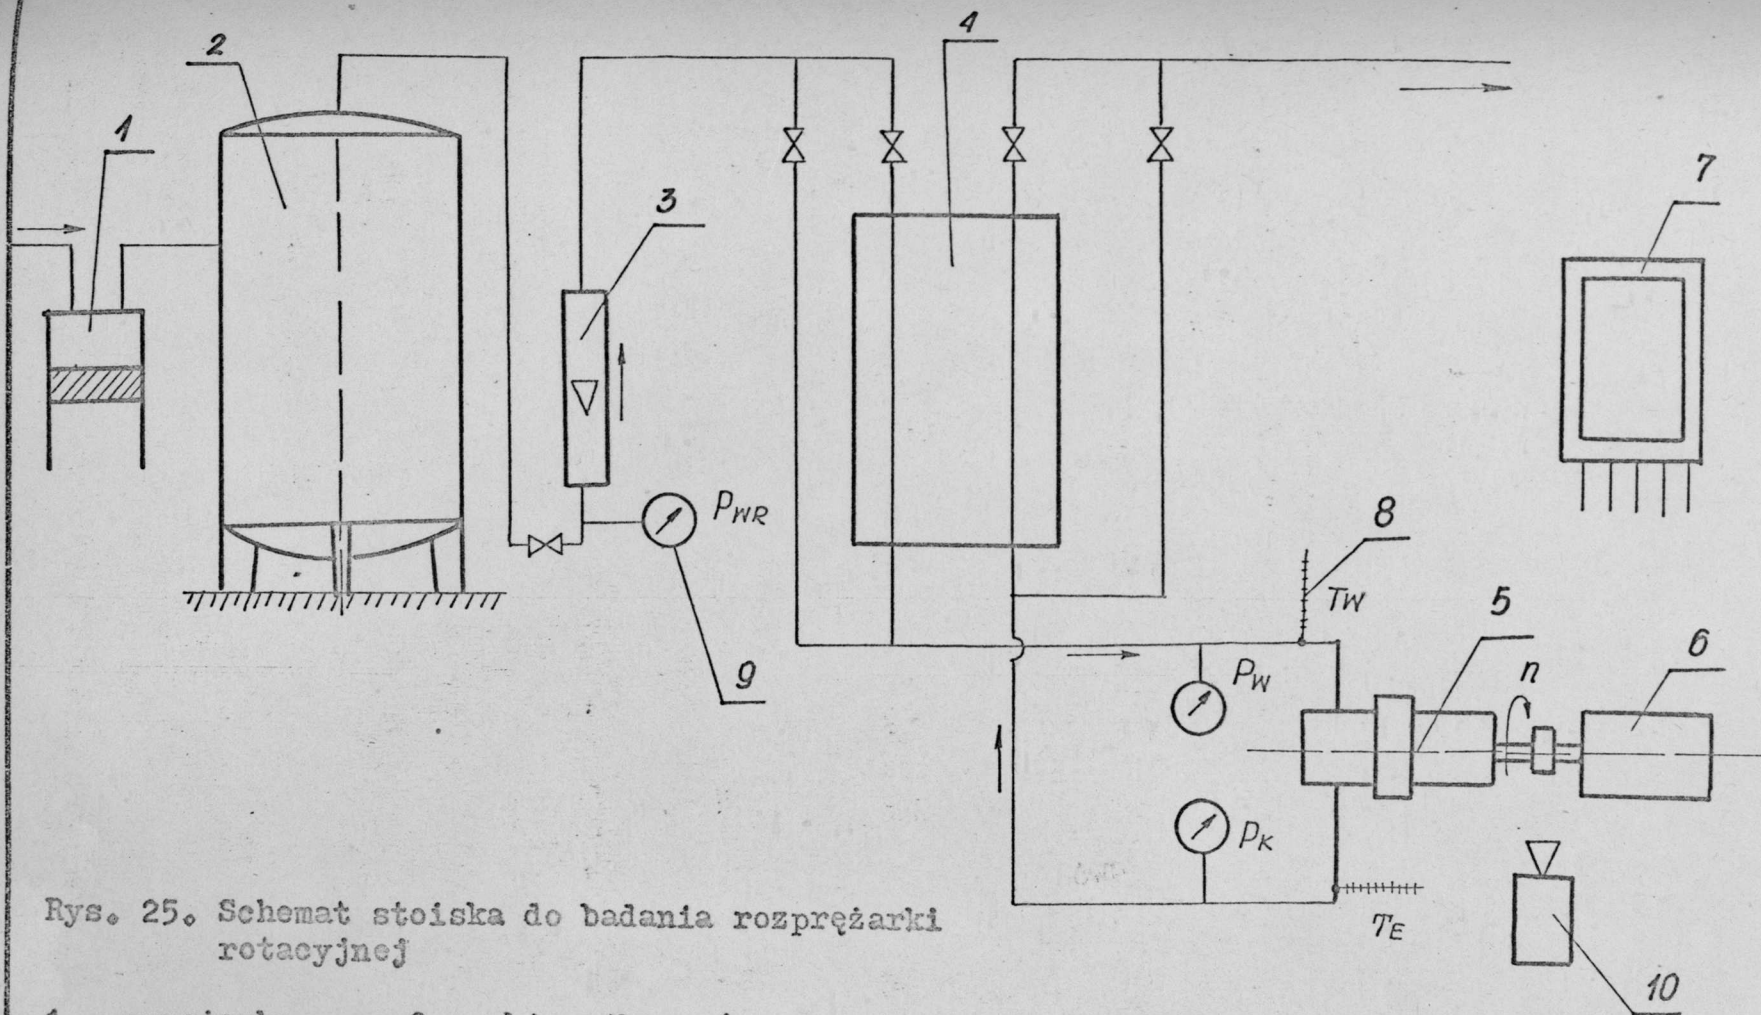 4
2
1
7
3
8
P_WR
T_W
5
6
9
P_W
n
P_K
T_E
10
Rys. 25. Schemat stoiska do badania rozprężarki
rotacyjnej